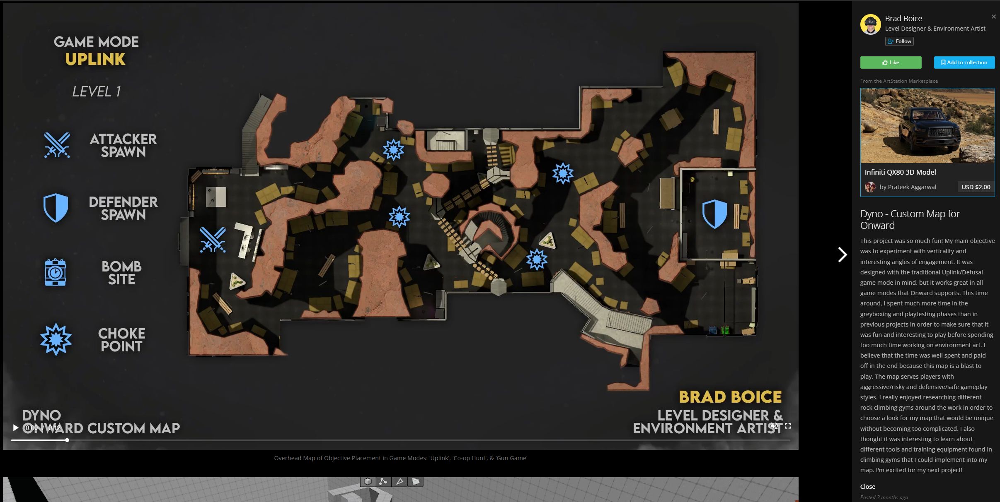 GAME MODE
UPLINK
LEVEL 1
ATTACKER
SPAWN
DEFENDER
SPAWN
BOMB
SITE
CHOKE
POINT
DYNO
ONWARD CUSTOM MAP
0:00 / 0:12
BRAD BOICE
LEVEL DESIGNER &
ENVIRONMENT ARTIST
Overhead Map of Objective Placement in Game Modes: ‘Uplink’, ‘Co-op Hunt’, & ‘Gun Game’
Brad Boice
Level Designer & Environment Artist
Follow
Like
Add to collection
From the ArtStation Marketplace
Infiniti QX80 3D Model
by Prateek Aggarwal
USD $2.00
Dyno - Custom Map for
Onward
This project was so much fun! My main objective
was to experiment with verticality and
interesting angles of engagement. It was
designed with the traditional Uplink/Defusal
game mode in mind, but it works great in all
game modes that Onward supports. This time
around, I spent much more time in the
greyboxing and playtesting phases than in
previous projects in order to make sure that it
was fun and interesting to play before spending
too much time working on environment art. I
believe that the time was well spent and paid
off in the end because this map is a blast to
play. The map serves players with
aggressive/risky and defensive/safe gameplay
styles. I really enjoyed researching different
rock climbing gyms around the work in order to
choose a look for my map that would be unique
without becoming too complicated. I also
thought it was interesting to learn about
different tools and training equipment found in
climbing gyms that I could implement into my
map. I'm excited for my next project!
Close
Posted 3 months ago